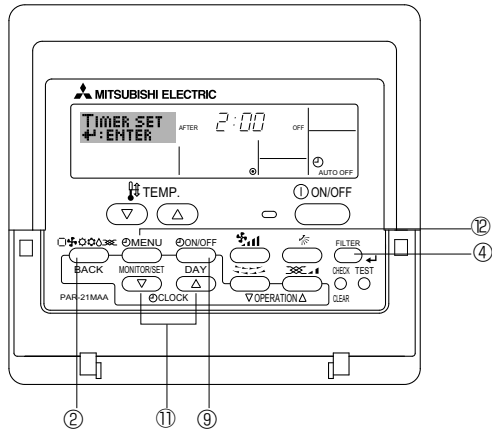 MITSUBISHI ELECTRIC
TIMER SET
AFTER 2:00 OFF
↵:ENTER
AUTO OFF
TEMP.
ON/OFF
MENU ON/OFF FILTER
BACK MONITOR/SET DAY CHECK TEST
PAR-21MAA CLOCK OPERATION CLEAR
⑫
④
② ⑪ ⑨